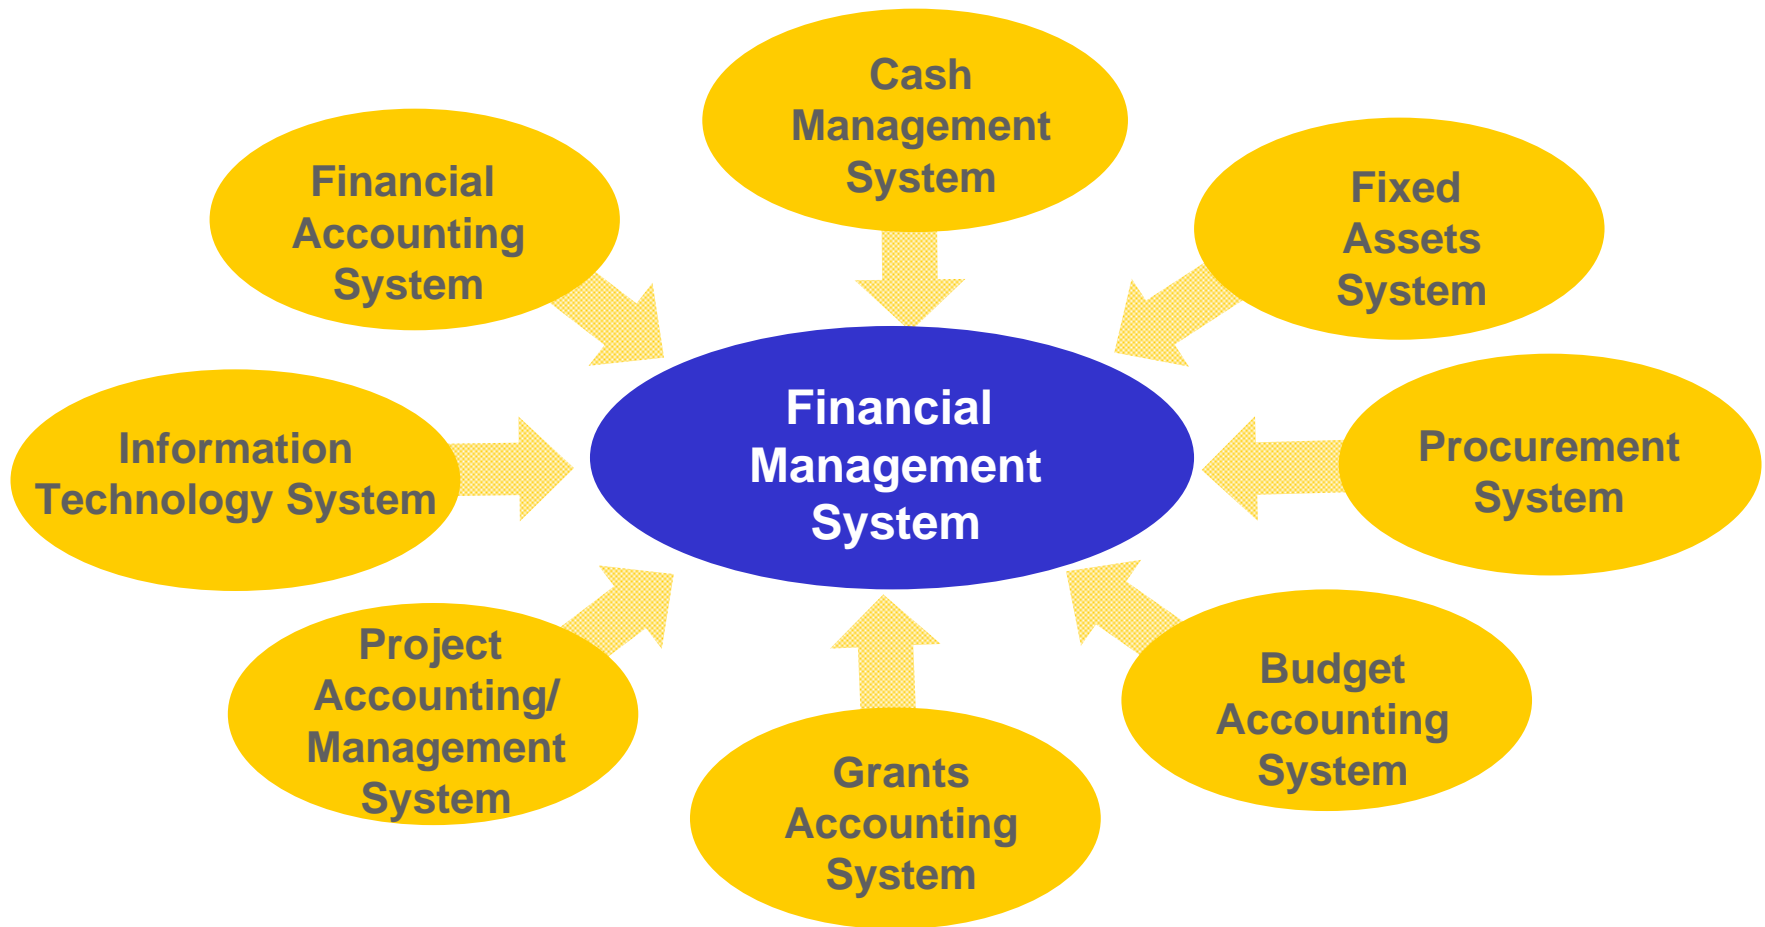 Cash
Management
System
Financial
Accounting
System
Fixed
Assets
System
Financial
Management
System
Information
Technology System
Procurement
System
Project
Accounting/
Management
System
Budget
Accounting
System
Grants
Accounting
System